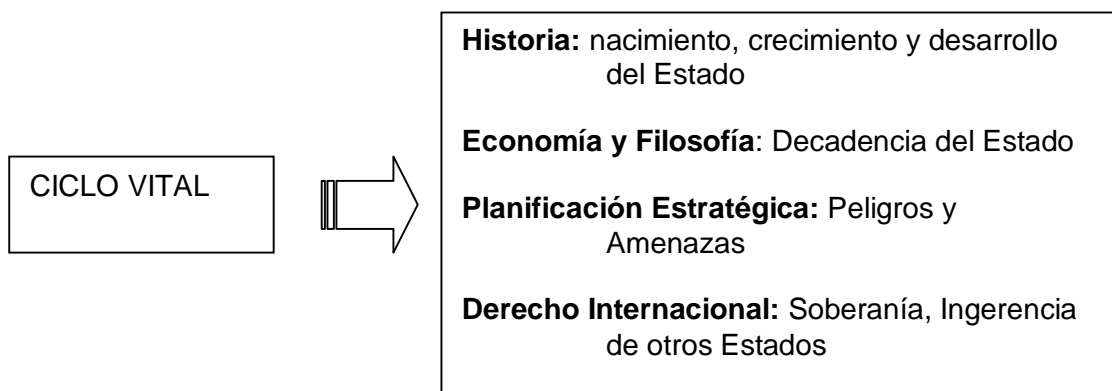 CICLO VITAL
Historia: nacimiento, crecimiento y desarrollo
del Estado
Economía y Filosofía: Decadencia del Estado
Planificación Estratégica: Peligros y
Amenazas
Derecho Internacional: Soberanía, Ingerencia
de otros Estados